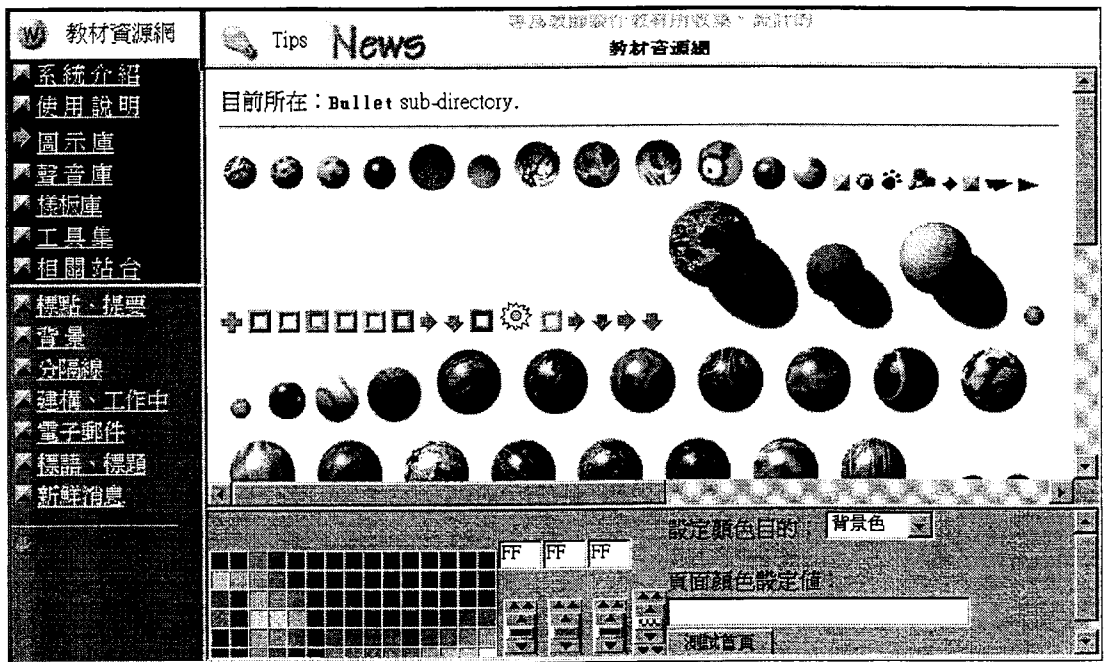 教材資源網
Tips News
教材資源網
系統介紹
使用說明
圖示庫
聲音庫
樣板庫
工具集
相關站台
標點、提要
背景
分隔線
建構、工作中
電子郵件
標語、標題
新鮮消息
目前所在：Bullet sub-directory.
設定顏色目的： 背景色
FF FF FF
頁面顏色設定值：
測試首頁